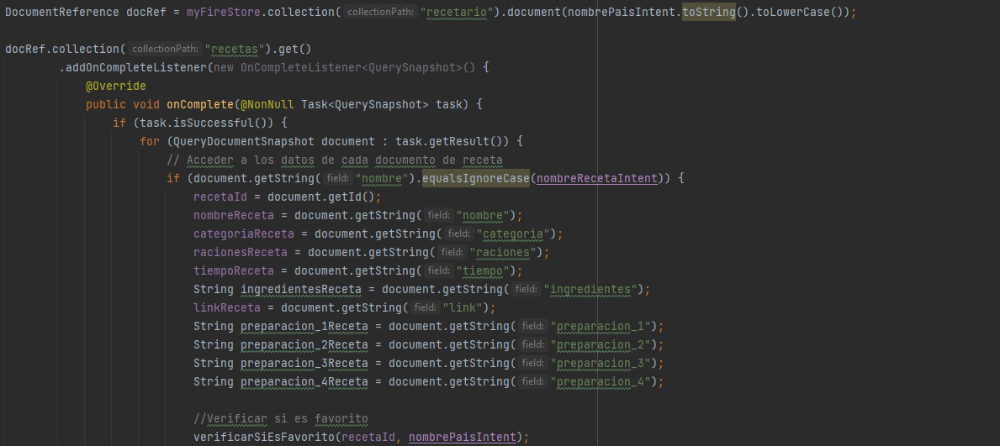 DocumentReference docRef = myFireStore.collection( collectionPath: "recetario").document(nombrePaisIntent.toString().toLowerCase());
docRef.collection( collectionPath: "recetas").get()
.addOnCompleteListener(new OnCompleteListener<QuerySnapshot>() {
@Override
public void onComplete(@NonNull Task<QuerySnapshot> task) {
if (task.isSuccessful()) {
for (QueryDocumentSnapshot document : task.getResult()) {
// Acceder a los datos de cada documento de receta
if (document.getString( field: "nombre").equalsIgnoreCase(nombreRecetaIntent)) {
recetaId = document.getId();
nombreReceta = document.getString( field: "nombre");
categoriaReceta = document.getString( field: "categoria");
racionesReceta = document.getString( field: "raciones");
tiempoReceta = document.getString( field: "tiempo");
String ingredientesReceta = document.getString( field: "ingredientes");
linkReceta = document.getString( field: "link");
String preparacion_1Receta = document.getString( field: "preparacion_1");
String preparacion_2Receta = document.getString( field: "preparacion_2");
String preparacion_3Receta = document.getString( field: "preparacion_3");
String preparacion_4Receta = document.getString( field: "preparacion_4");
//Verificar si es favorito
verificarSiEsFavorito(recetaId, nombrePaisIntent);